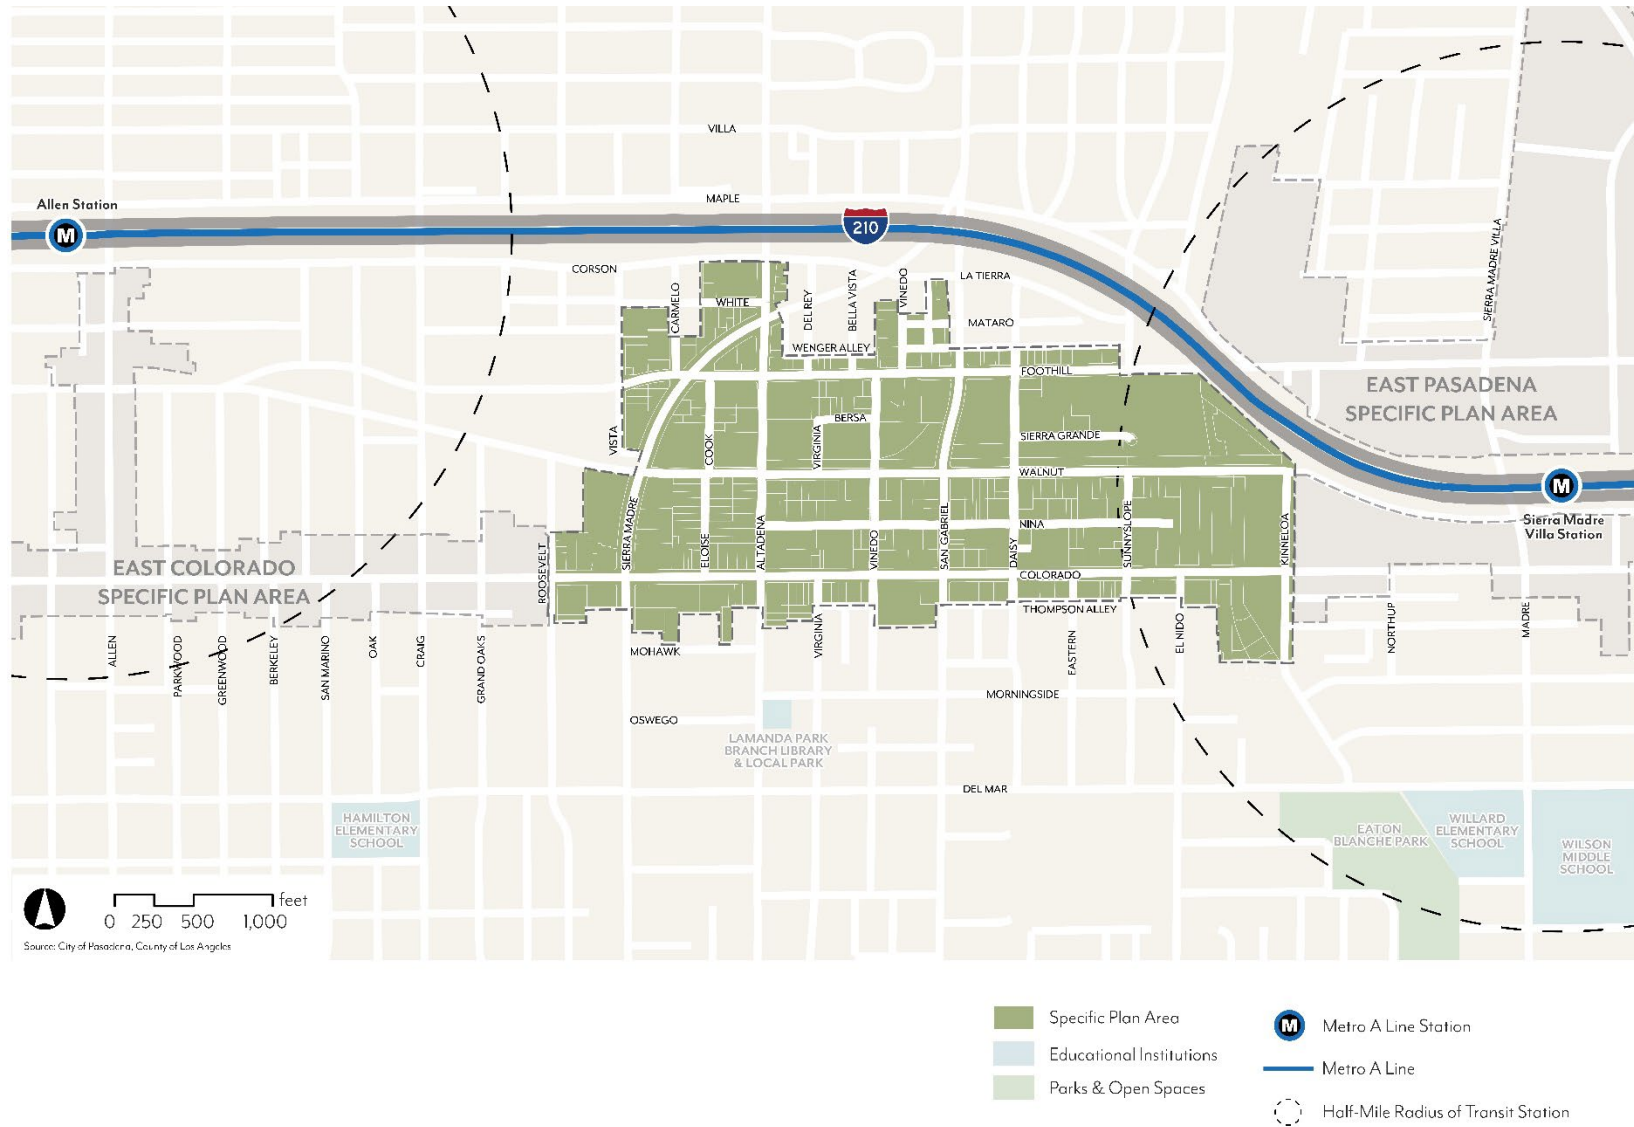 VILLA
MAPLE
Allen Station
M
210
SIERRA MADRE VILLA
CORSON
CARMELO
WHITE
DEL REY
BELLA VISTA
VINEDO
LA TIERRA
MATARO
WENGER ALLEY
FOOTHILL
EAST PASADENA
SPECIFIC PLAN AREA
VISTA
COOK
VIRGINIA
BERSA
SIERRA GRANDE
WALNUT
M
Sierra Madre
Villa Station
SIERRA MADRE
ELOISE
ALTADENA
VINEDO
SAN GABRIEL
NINA
DAISY
SUNNYSLOPE
KINNELOA
EAST COLORADO
SPECIFIC PLAN AREA
ROOSEVELT
COLORADO
THOMPSON ALLEY
ALLEN
PARKWOOD
GREENWOOD
BERKELEY
SAN MARINO
OAK
CRAIG
GRAND OAKS
MOHAWK
VIRGINIA
EASTERN
EL NIDO
NORTHUP
MADRE
MORNINGSIDE
OSWEGO
LAMANDA PARK
BRANCH LIBRARY
& LOCAL PARK
DEL MAR
HAMILTON
ELEMENTARY
SCHOOL
EATON
BLANCHE PARK
WILLARD
ELEMENTARY
SCHOOL
WILSON
MIDDLE
SCHOOL
feet
0 250 500 1,000
Source: City of Pasadena, County of Los Angeles
Specific Plan Area
Educational Institutions
Parks & Open Spaces
M Metro A Line Station
Metro A Line
Half-Mile Radius of Transit Station